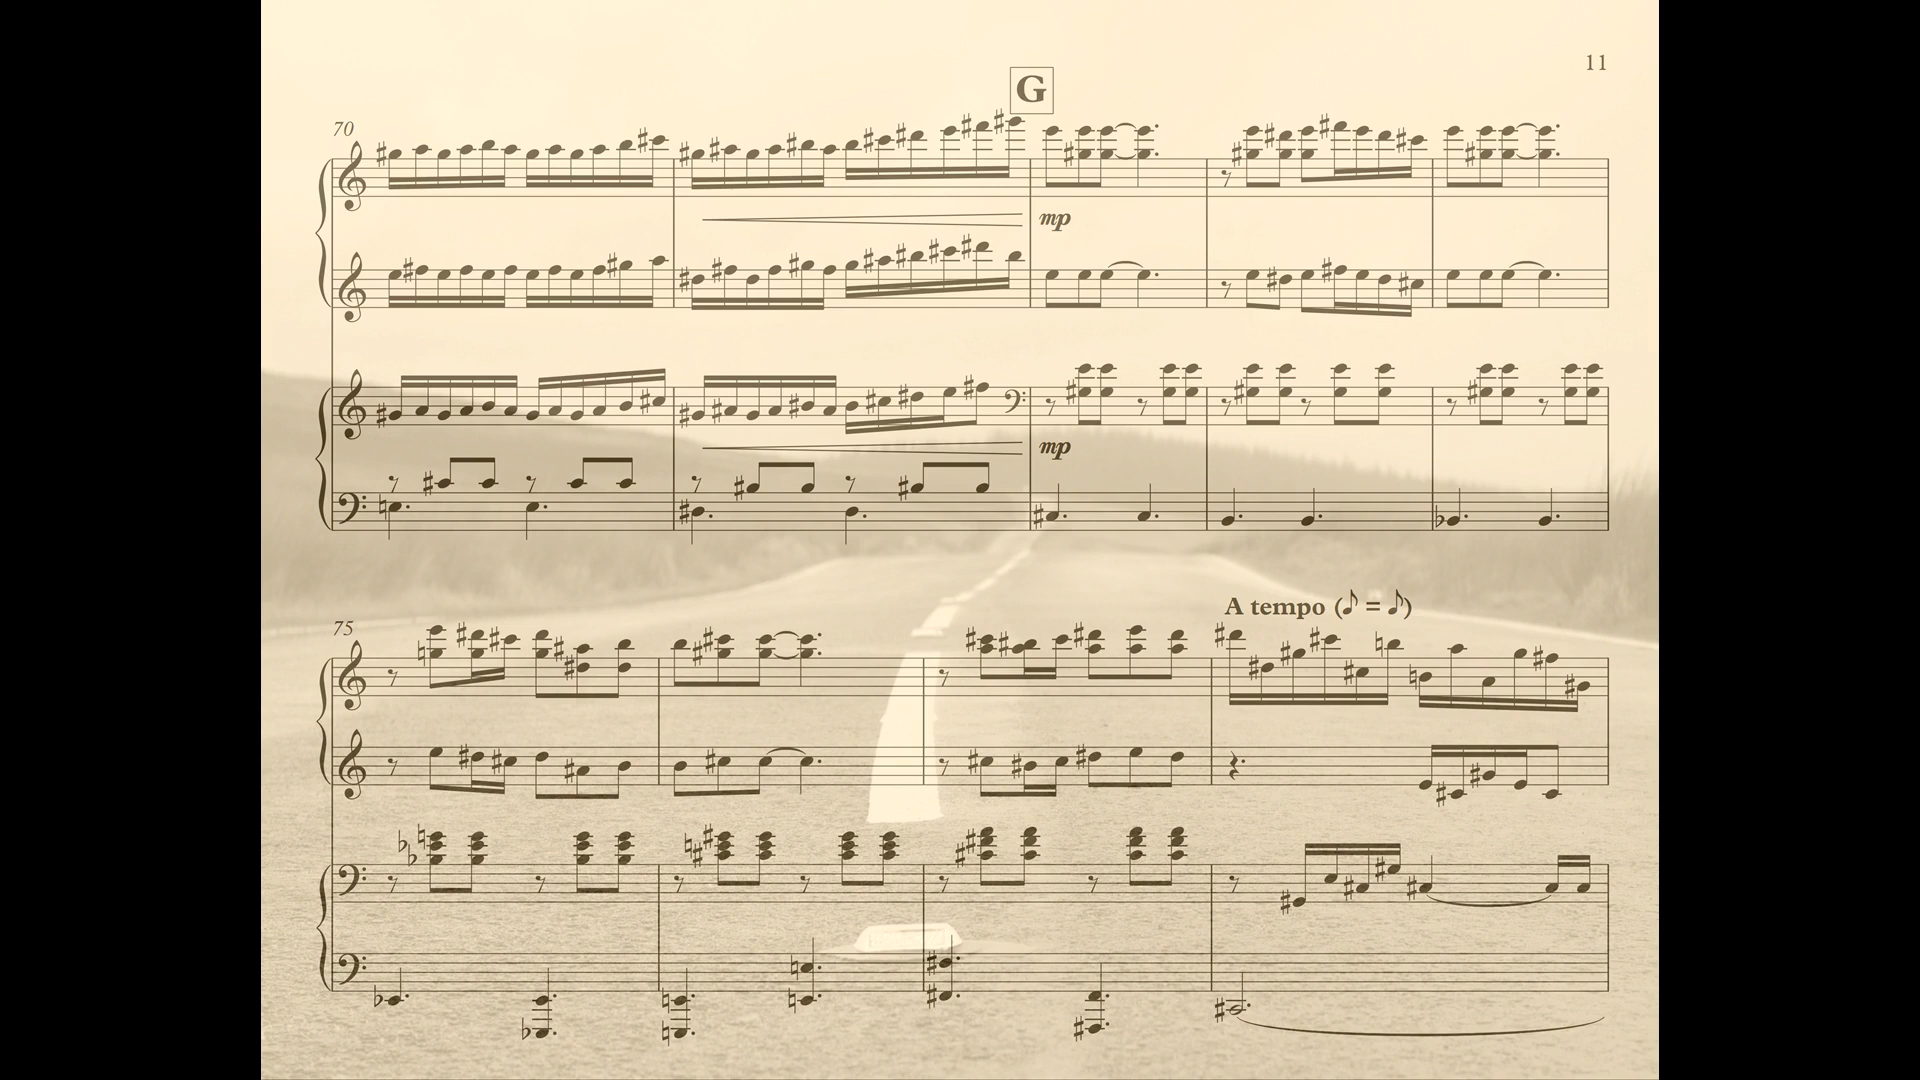 11
G
70
mp
mp
A tempo (♪ = ♪)
75